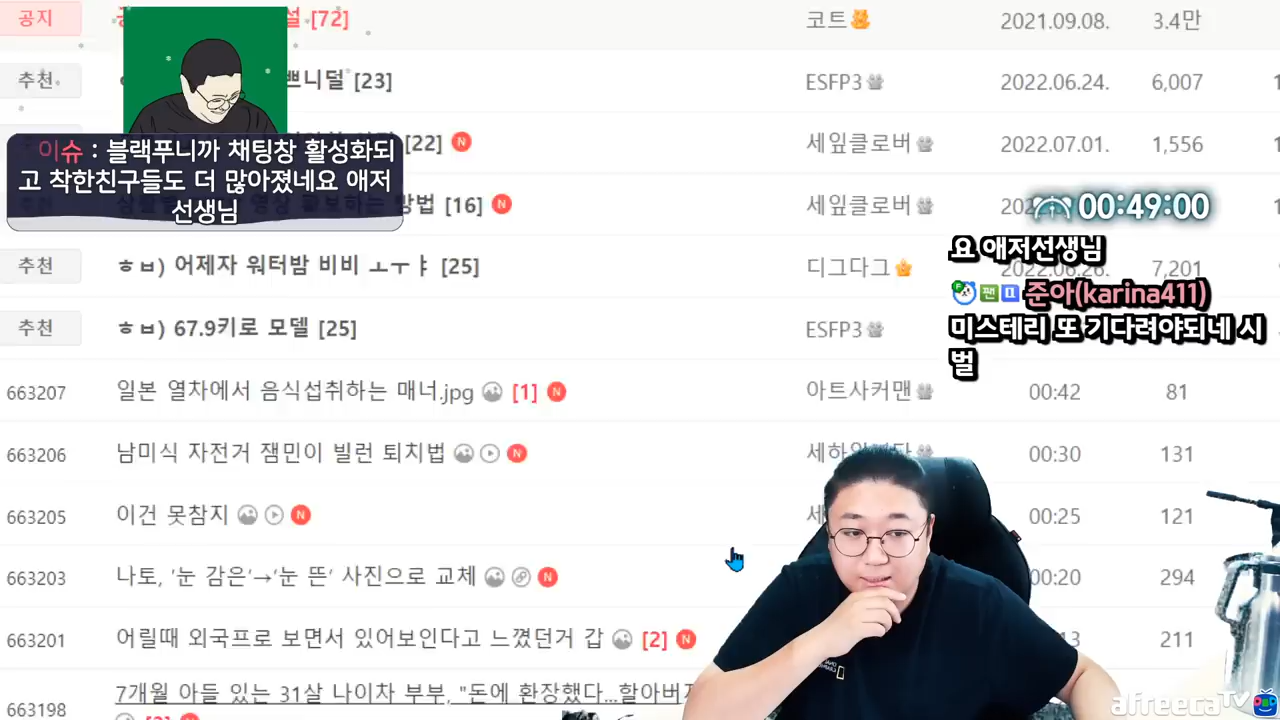 공지
설 [72]
코트
2021.09.08.
3.4만
추천
쁘니덜 [23]
ESFP3
2022.06.24.
6,007
[22] N
세잎클로버
2022.07.01.
1,556
이슈 : 블랙푸니까 채팅창 활성화되
고 착한친구들도 더 많아졌네요 애저
선생님
방법 [16] N
세잎클로버
00:49:00
추천
ㅎㅂ) 어제자 워터밤 비비 ㅗㅜㅑ [25]
디그다그
2022.06.26.
7,201
요 애저선생님
준아(karina411)
미스테리 또 기다려야되네 시
벌
추천
ㅎㅂ) 67.9키로 모델 [25]
ESFP3
663207
일본 열차에서 음식섭취하는 매너.jpg [1] N
아트사커맨
00:42
81
663206
남미식 자전거 잼민이 빌런 퇴치법 N
00:30
131
663205
이건 못참지 N
00:25
121
663203
나토, '눈 감은'→'눈 뜬' 사진으로 교체 N
00:20
294
663201
어릴때 외국프로 보면서 있어보인다고 느꼈던거 갑 [2] N
211
663198
7개월 아들 있는 31살 나이차 부부, "돈에 환장했다...할아버지
afreecaTV